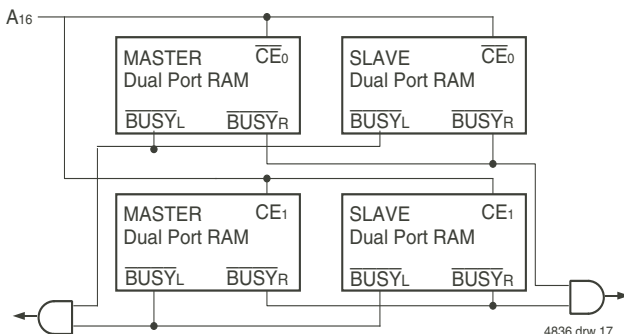 A16
MASTER CE0
Dual Port RAM
BUSYL BUSYR
SLAVE CE0
Dual Port RAM
BUSYL BUSYR
MASTER CE1
Dual Port RAM
BUSYL BUSYR
SLAVE CE1
Dual Port RAM
BUSYL BUSYR
4836 drw 17